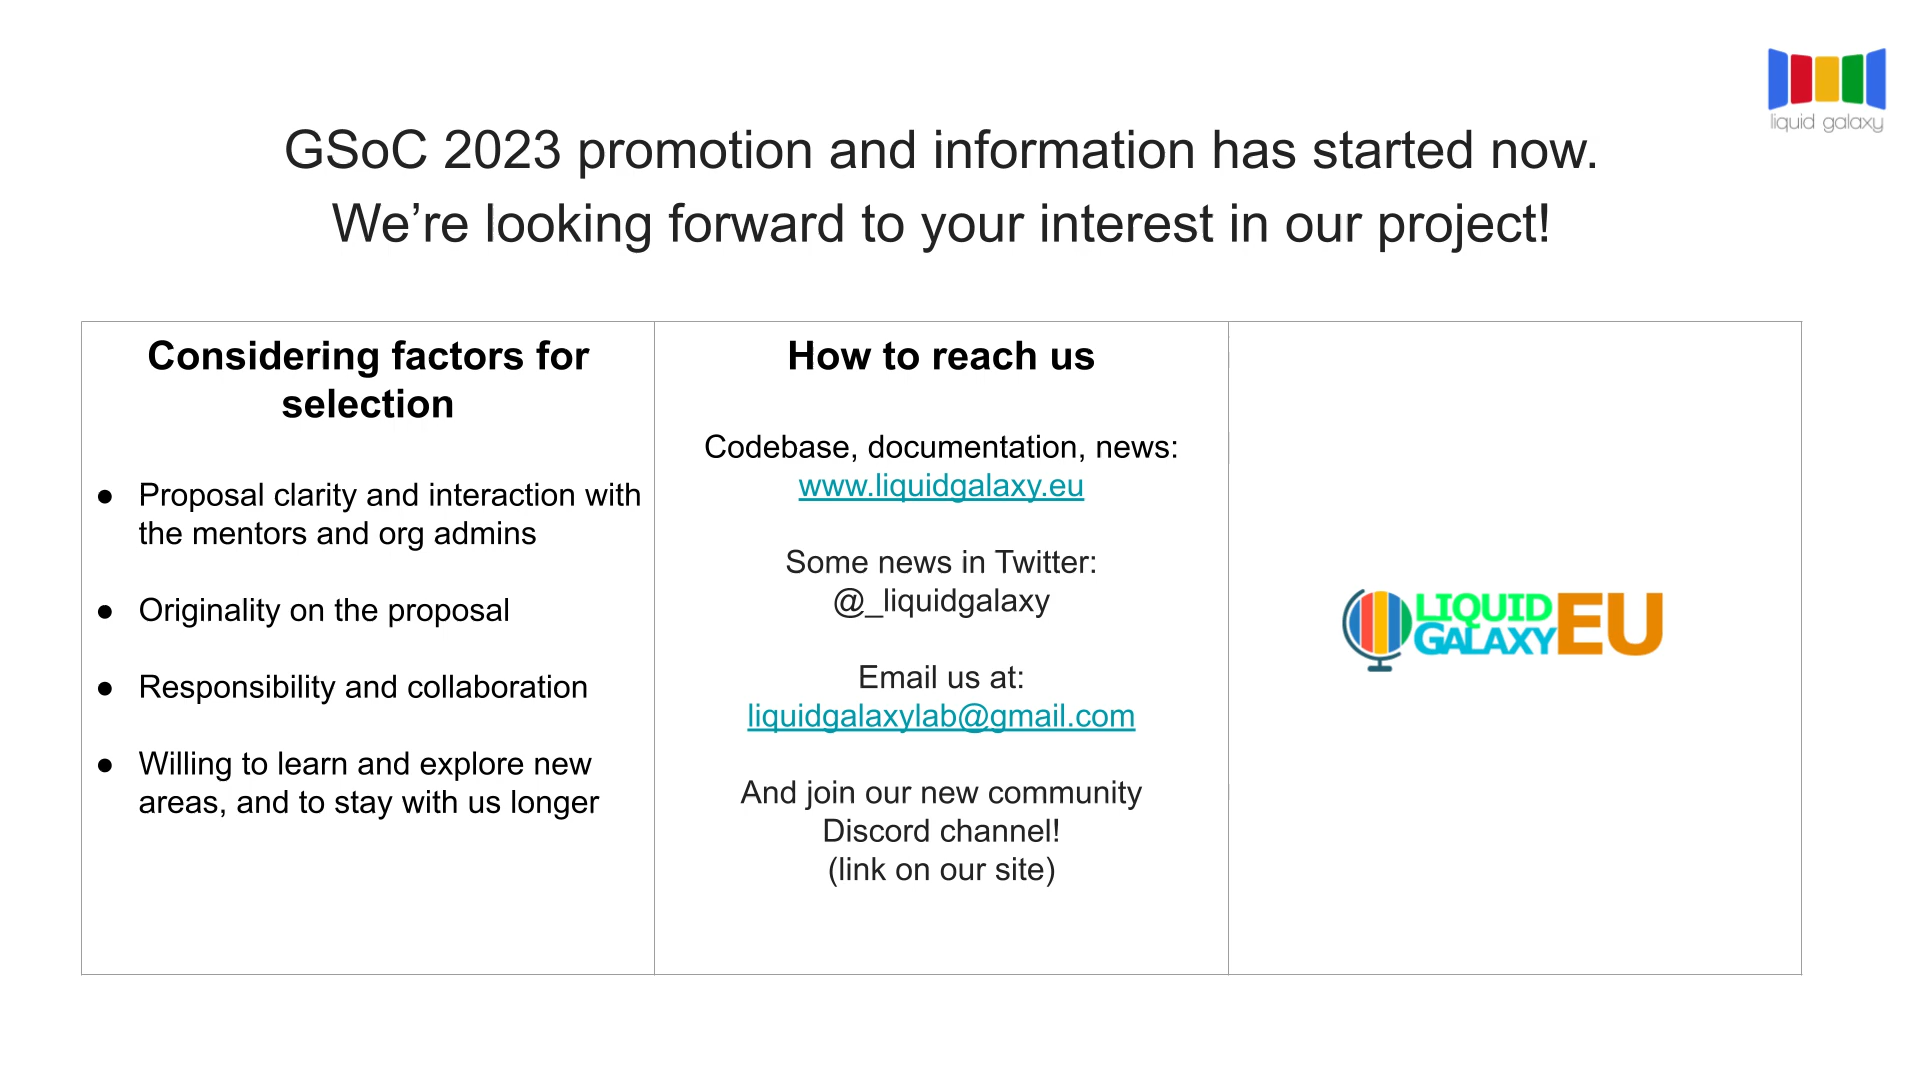 liquid galaxy
GSoC 2023 promotion and information has started now.
We’re looking forward to your interest in our project!
Considering factors for
selection
● Proposal clarity and interaction with
the mentors and org admins
● Originality on the proposal
● Responsibility and collaboration
● Willing to learn and explore new
areas, and to stay with us longer
How to reach us
Codebase, documentation, news:
www.liquidgalaxy.eu
Some news in Twitter:
@_liquidgalaxy
Email us at:
liquidgalaxylab@gmail.com
And join our new community
Discord channel!
(link on our site)
LIQUID
GALAXY EU